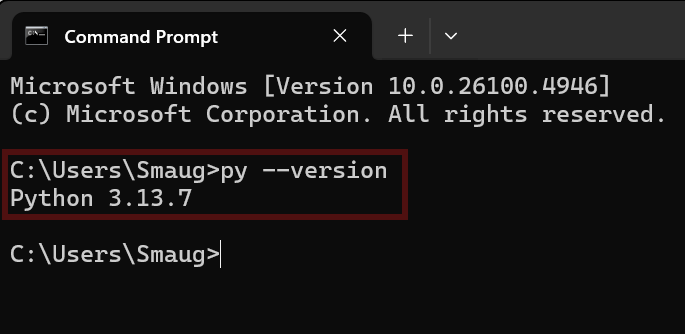 Command Prompt
Microsoft Windows [Version 10.0.26100.4946]
(c) Microsoft Corporation. All rights reserved.
C:\Users\Smaug>py --version
Python 3.13.7
C:\Users\Smaug>